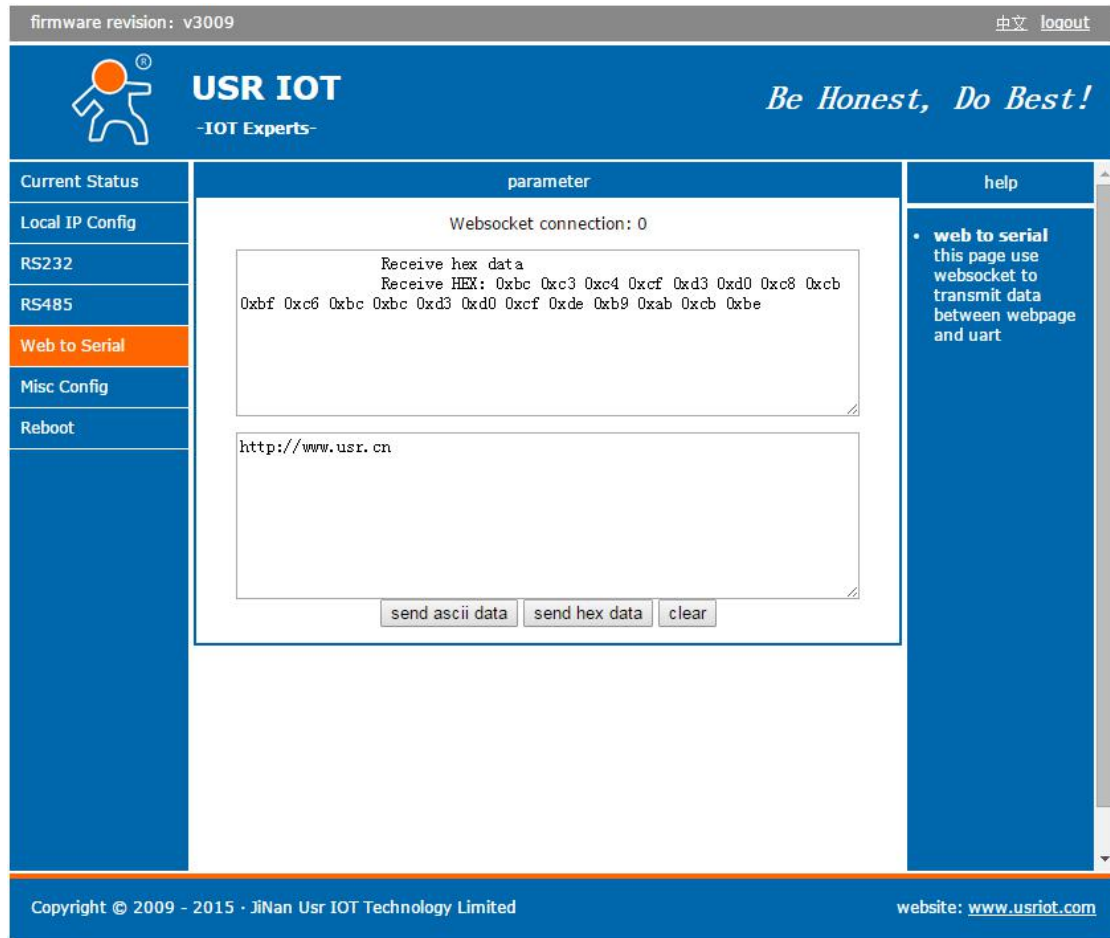 firmware revision: v3009
中文 logout
®
USR IOT
-IOT Experts-
Be Honest, Do Best!
Current Status
Local IP Config
RS232
RS485
Web to Serial
Misc Config
Reboot
parameter
Websocket connection: 0
Receive hex data
Receive HEX: 0xbc 0xc3 0xc4 0xcf 0xd3 0xd0 0xc8 0xcb
0xbf 0xc6 0xbc 0xbc 0xd3 0xd0 0xcf 0xde 0xb9 0xab 0xcb 0xbe
http://www.usr.cn
send ascii data send hex data clear
help
• web to serial
this page use
websocket to
transmit data
between webpage
and uart
Copyright © 2009 - 2015 · JiNan Usr IOT Technology Limited
website: www.usriot.com